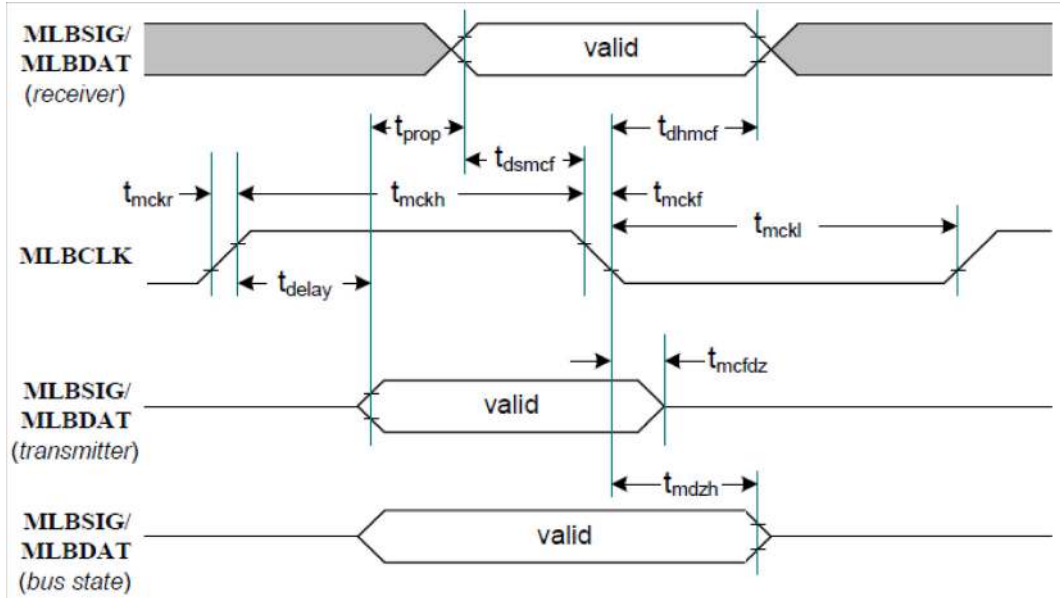 MLBSIG/
MLBDAT
(receiver)
valid
tprop
tdhmcf
tdsmcf
tmckr
tmckh
tmckf
tmckl
MLBCLK
tdelay
tmcfdz
MLBSIG/
MLBDAT
(transmitter)
valid
tmdzh
MLBSIG/
MLBDAT
(bus state)
valid